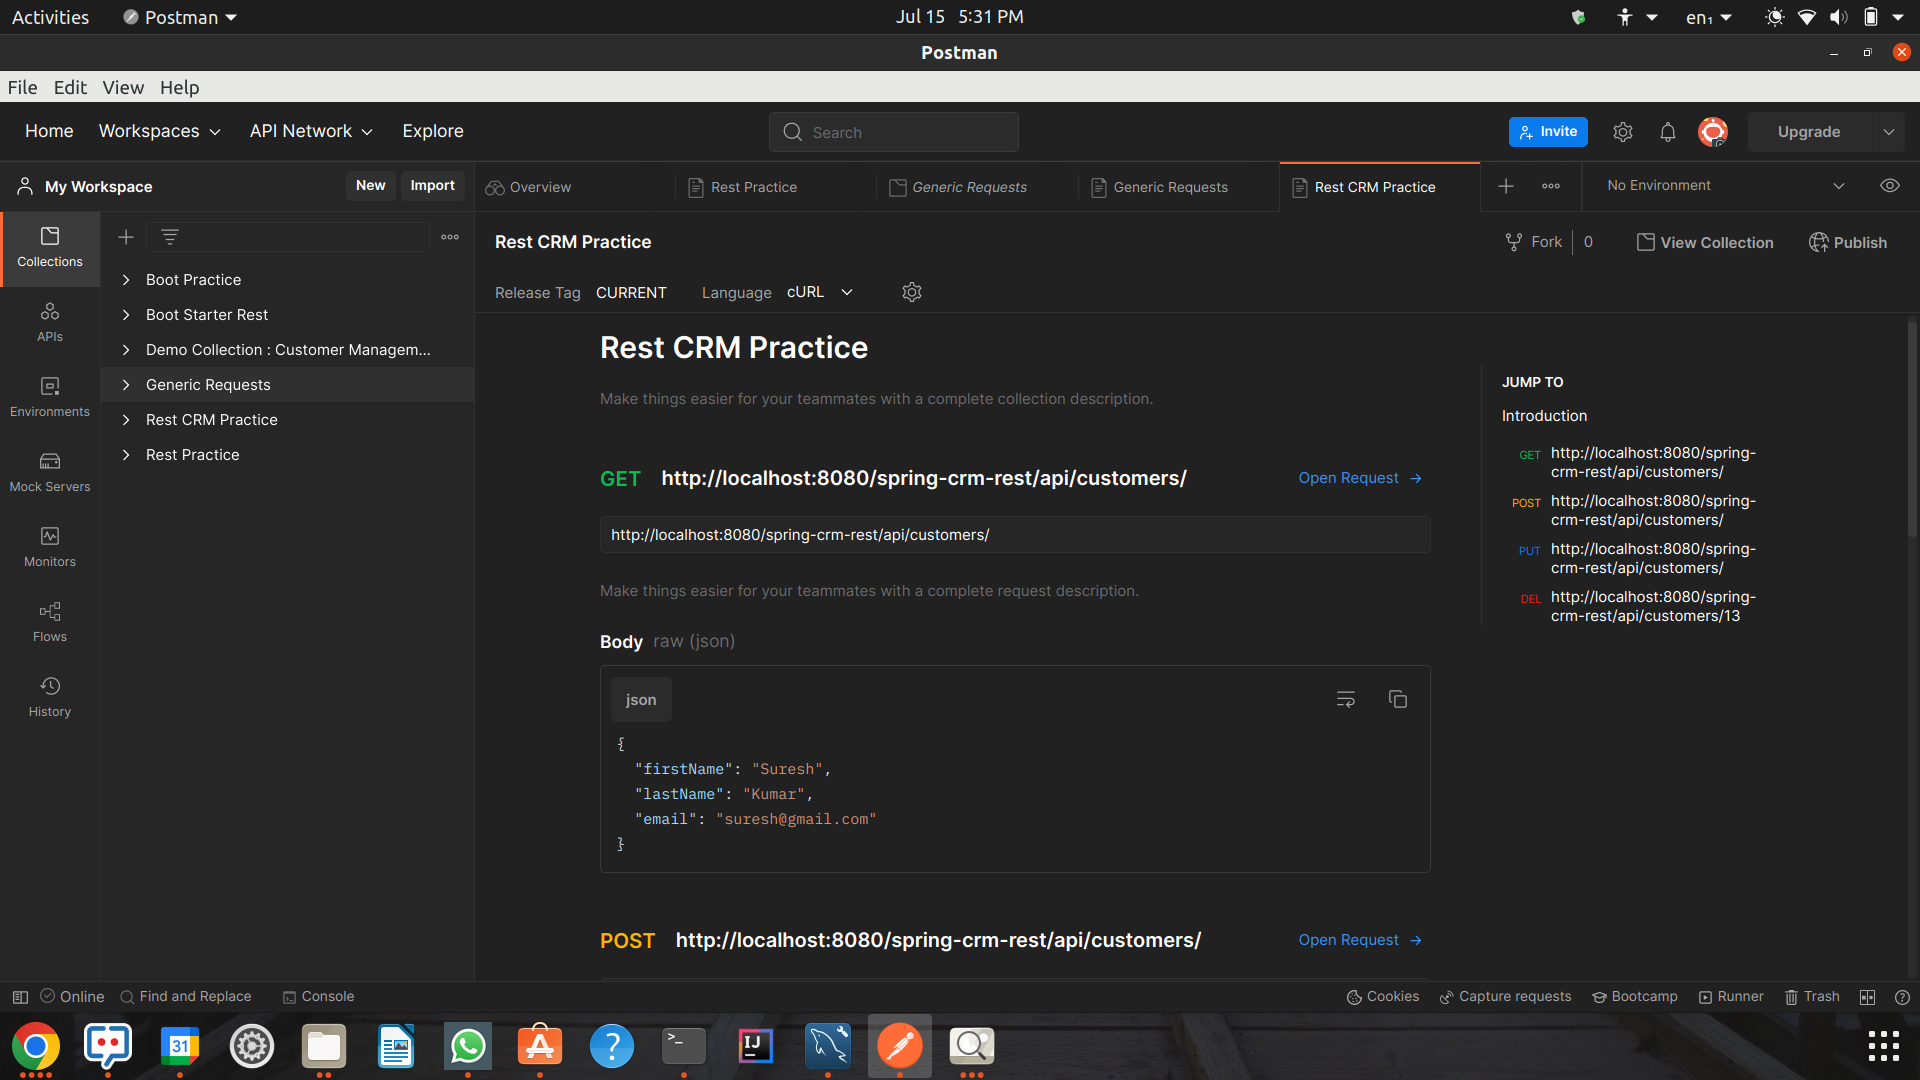 Activities Postman Jul 15 5:31 PM en₁
Postman
File Edit View Help
Home Workspaces API Network Explore Search Invite Upgrade
My Workspace New Import Overview Rest Practice Generic Requests Generic Requests Rest CRM Practice No Environment
Collections
APIs
Environments
Mock Servers
Monitors
Flows
History
Boot Practice
Boot Starter Rest
Demo Collection : Customer Managem...
Generic Requests
Rest CRM Practice
Rest Practice
Rest CRM Practice Fork 0 View Collection Publish
Release Tag CURRENT Language cURL
Rest CRM Practice
Make things easier for your teammates with a complete collection description.
GET http://localhost:8080/spring-crm-rest/api/customers/ Open Request →
http://localhost:8080/spring-crm-rest/api/customers/
Make things easier for your teammates with a complete request description.
Body raw (json)
json
{
"firstName": "Suresh",
"lastName": "Kumar",
"email": "suresh@gmail.com"
}
POST http://localhost:8080/spring-crm-rest/api/customers/ Open Request →
JUMP TO
Introduction
GET http://localhost:8080/spring-
crm-rest/api/customers/
POST http://localhost:8080/spring-
crm-rest/api/customers/
PUT http://localhost:8080/spring-
crm-rest/api/customers/
DEL http://localhost:8080/spring-
crm-rest/api/customers/13
Online Find and Replace Console Cookies Capture requests Bootcamp Runner Trash
31
IJ